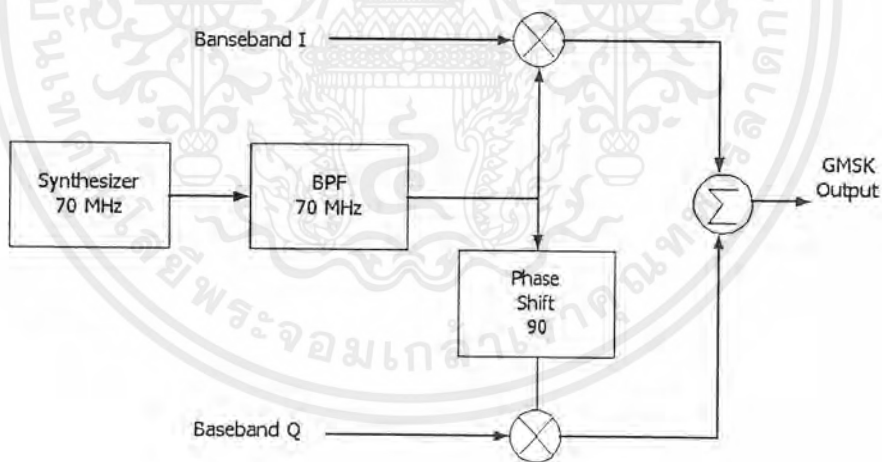 Banseband I
Synthesizer
70 MHz
BPF
70 MHz
GMSK
Output
Σ
Phase
Shift
90
Baseband Q